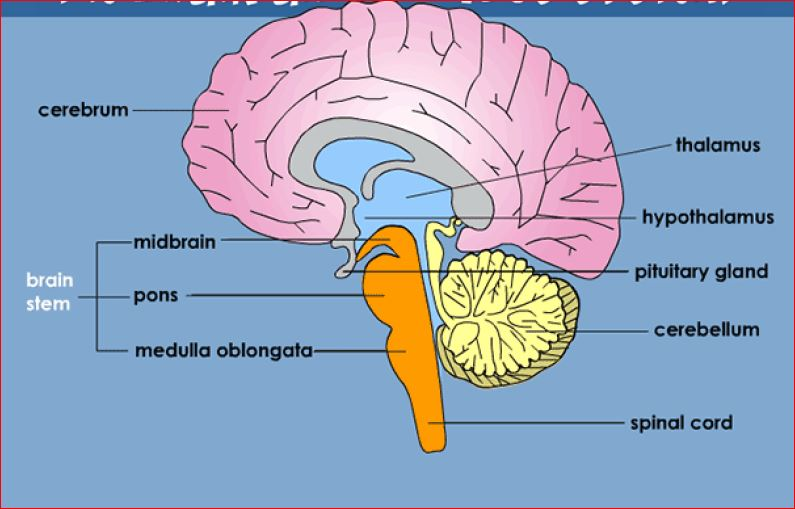 cerebrum
thalamus
hypothalamus
midbrain
pituitary gland
brain
stem
pons
cerebellum
medulla oblongata
spinal cord